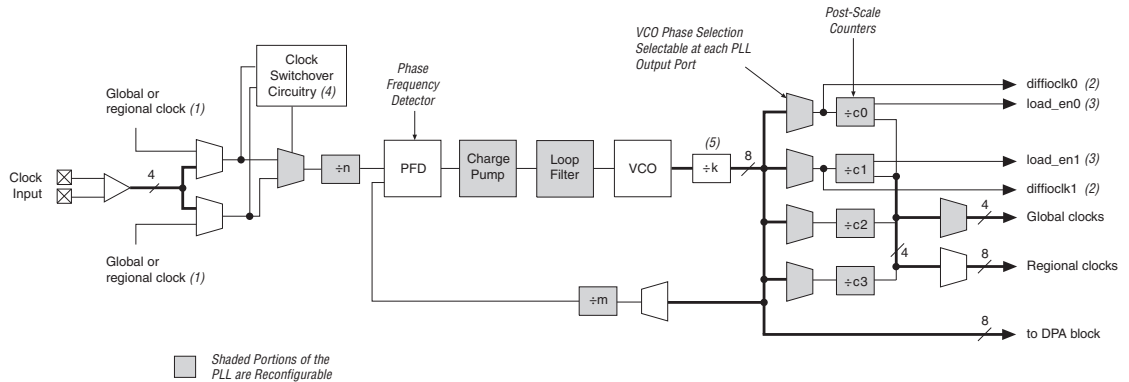 Post-Scale
Counters
VCO Phase Selection
Selectable at each PLL
Output Port
Clock
Switchover
Circuitry (4)
Phase
Frequency
Detector
Global or
regional clock (1)
diffioclk0 (2)
load_en0 (3)
÷c0
(5)
8
load_en1 (3)
÷c1
diffioclk1 (2)
Clock
Input
4
÷n
PFD
Charge
Pump
Loop
Filter
VCO
÷k
4
Global clocks
÷c2
4
8
Regional clocks
Global or
regional clock (1)
÷c3
÷m
8
to DPA block
Shaded Portions of the
PLL are Reconfigurable